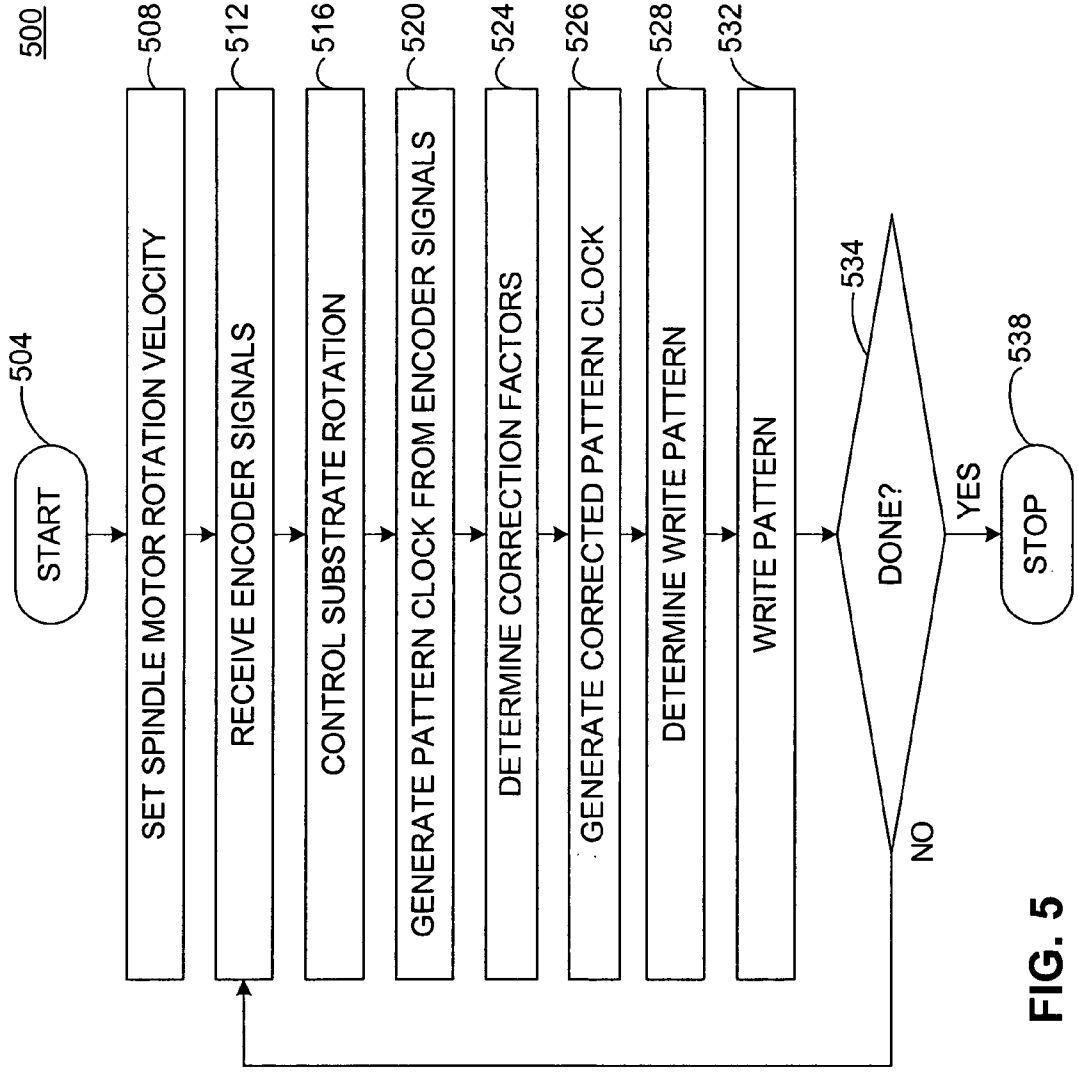 500
START
504
SET SPINDLE MOTOR ROTATION VELOCITY
508
RECEIVE ENCODER SIGNALS
512
CONTROL SUBSTRATE ROTATION
516
GENERATE PATTERN CLOCK FROM ENCODER SIGNALS
520
DETERMINE CORRECTION FACTORS
524
GENERATE CORRECTED PATTERN CLOCK
526
DETERMINE WRITE PATTERN
528
WRITE PATTERN
532
DONE?
534
NO
YES
STOP
538
FIG. 5